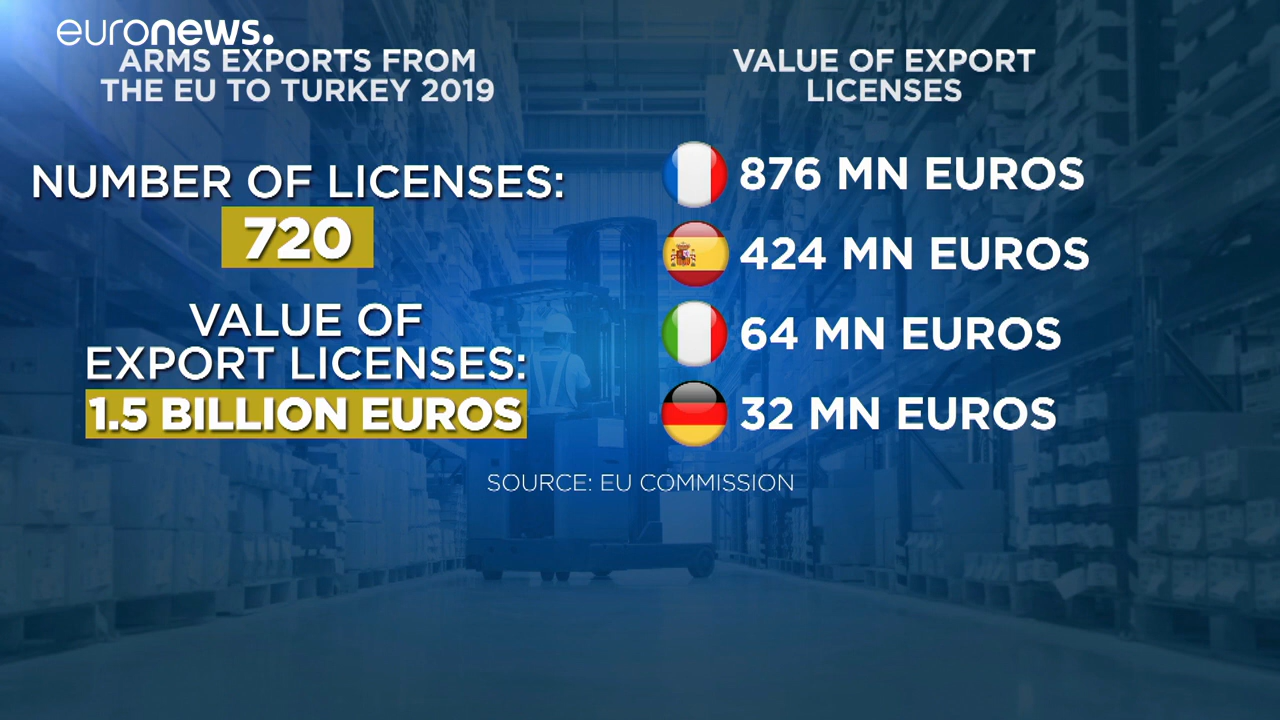 euronews.
ARMS EXPORTS FROM
THE EU TO TURKEY 2019
NUMBER OF LICENSES:
720
VALUE OF
EXPORT LICENSES:
1.5 BILLION EUROS
VALUE OF EXPORT
LICENSES
876 MN EUROS
424 MN EUROS
64 MN EUROS
32 MN EUROS
SOURCE: EU COMMISSION